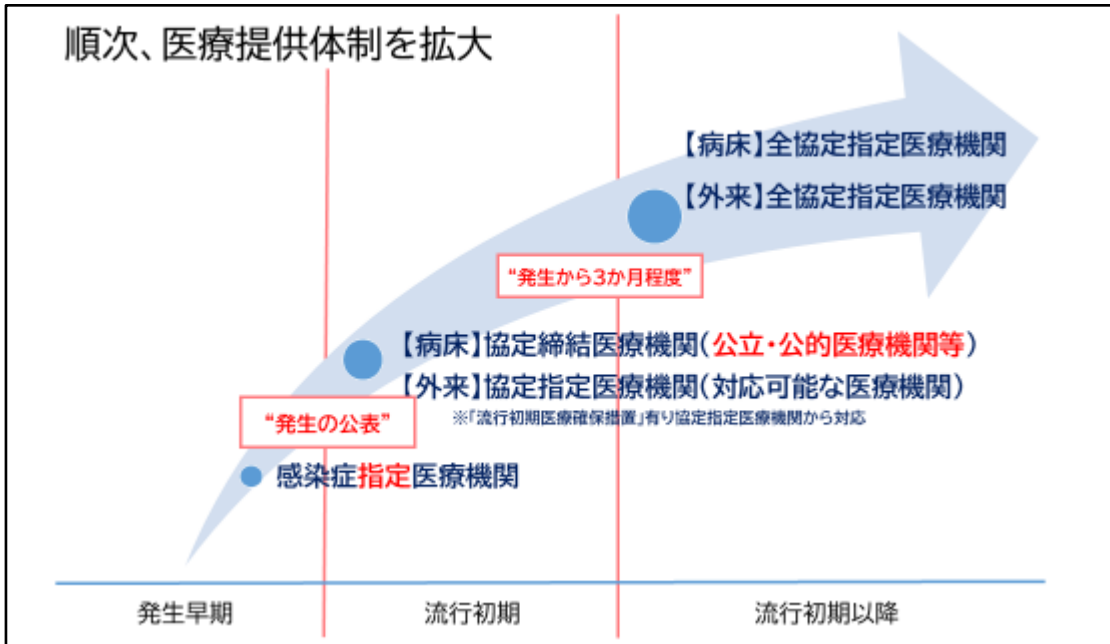 順次、医療提供体制を拡大
【病床】全協定指定医療機関
【外来】全協定指定医療機関
“発生から3か月程度”
【病床】協定締結医療機関（公立・公的医療機関等）
【外来】協定指定医療機関（対応可能な医療機関）
※「流行初期医療確保措置」有り協定指定医療機関から対応
“発生の公表”
感染症指定医療機関
発生早期
流行初期
流行初期以降